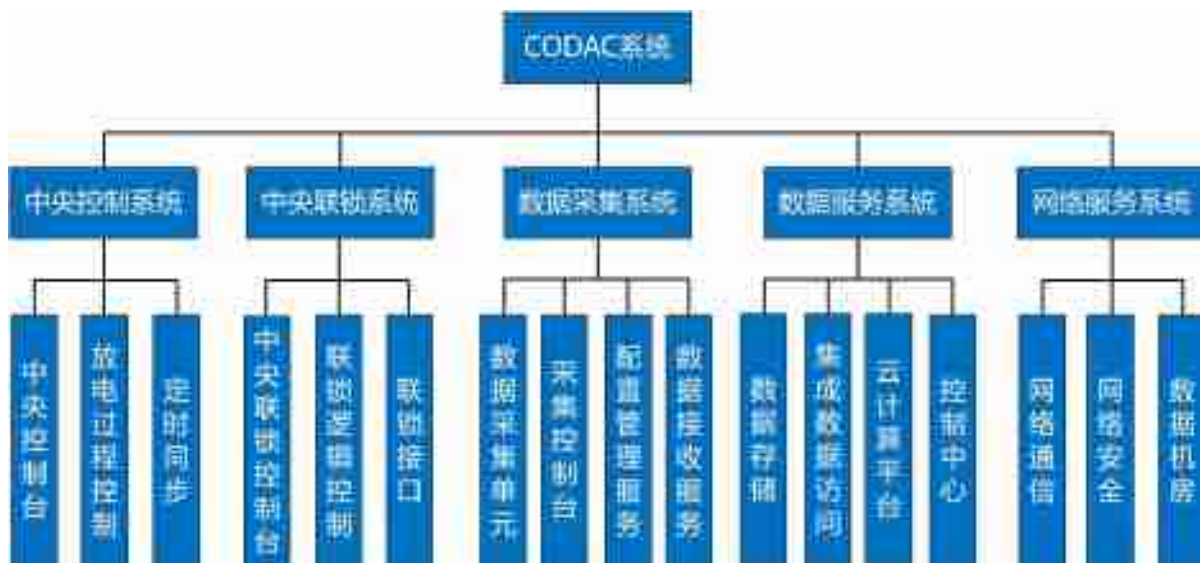 CODAC系统
中央控制系统
中央联锁系统
数据采集系统
数据服务系统
网络服务系统
中央控制台
放电过程控制
定时同步
中央联锁控制台
联锁逻辑控制
联锁接口
数据采集单元
采集控制台
配置管理服务
数据接收服务
数据存储
集成数据访问
云计算平台
控制中心
网络通信
网络安全
数据机房